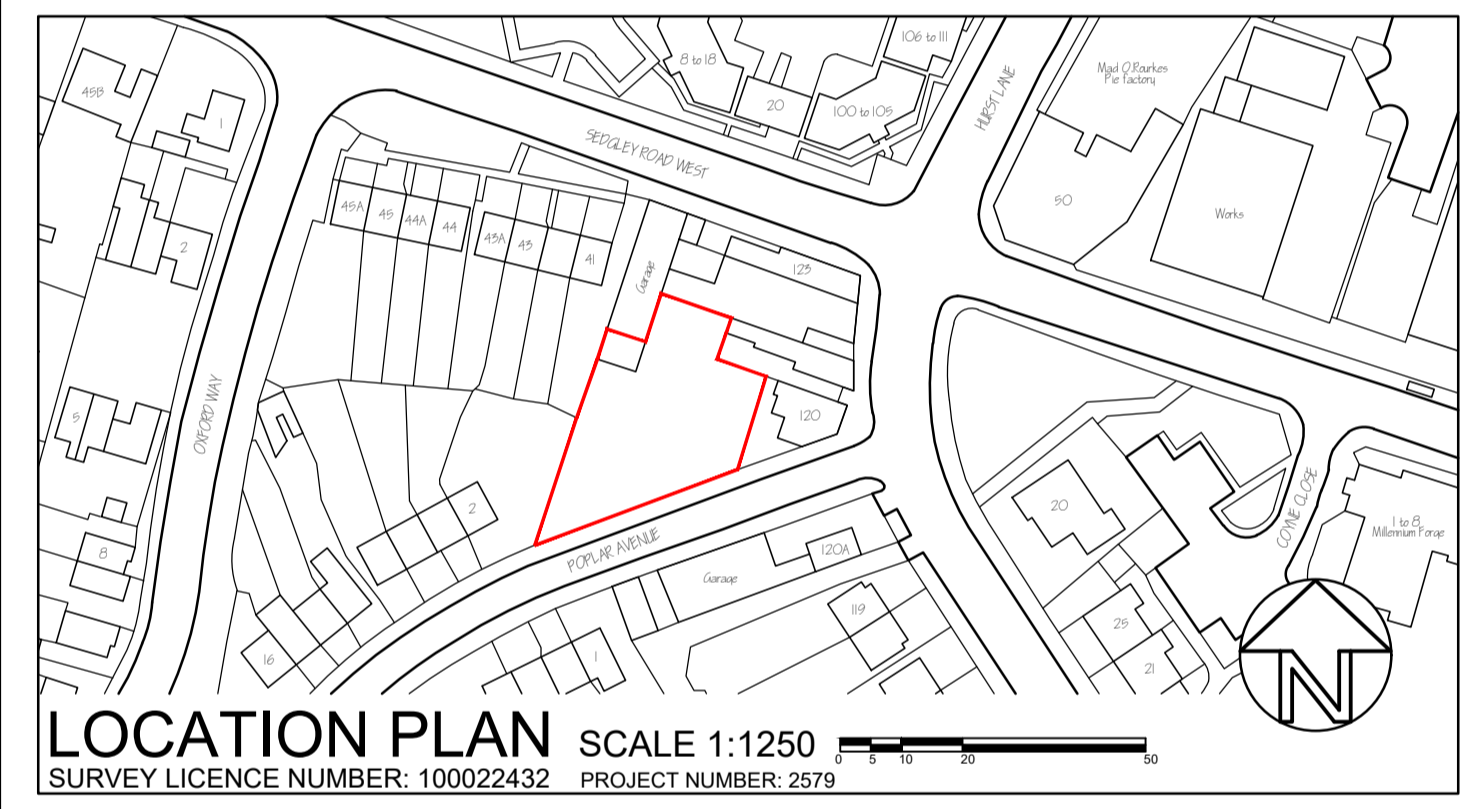 106 to 111
8 to 18
Mad O,Rourkes
Pie factory
45B
1
20
100 to 105
HURST LANE
SEDGLEY ROAD WEST
50
Works
45A
45
44A
44
43A
43
41
2
Garage
123
OXFORD WAY
5
120
2
20
COYNE CLOSE
1 to 8
Millennium Forge
POPLAR AVENUE
120A
Garage
8
119
25
16
1
21
N
LOCATION PLAN
SCALE 1:1250
0 5 10 20 50
SURVEY LICENCE NUMBER: 100022432
PROJECT NUMBER: 2579